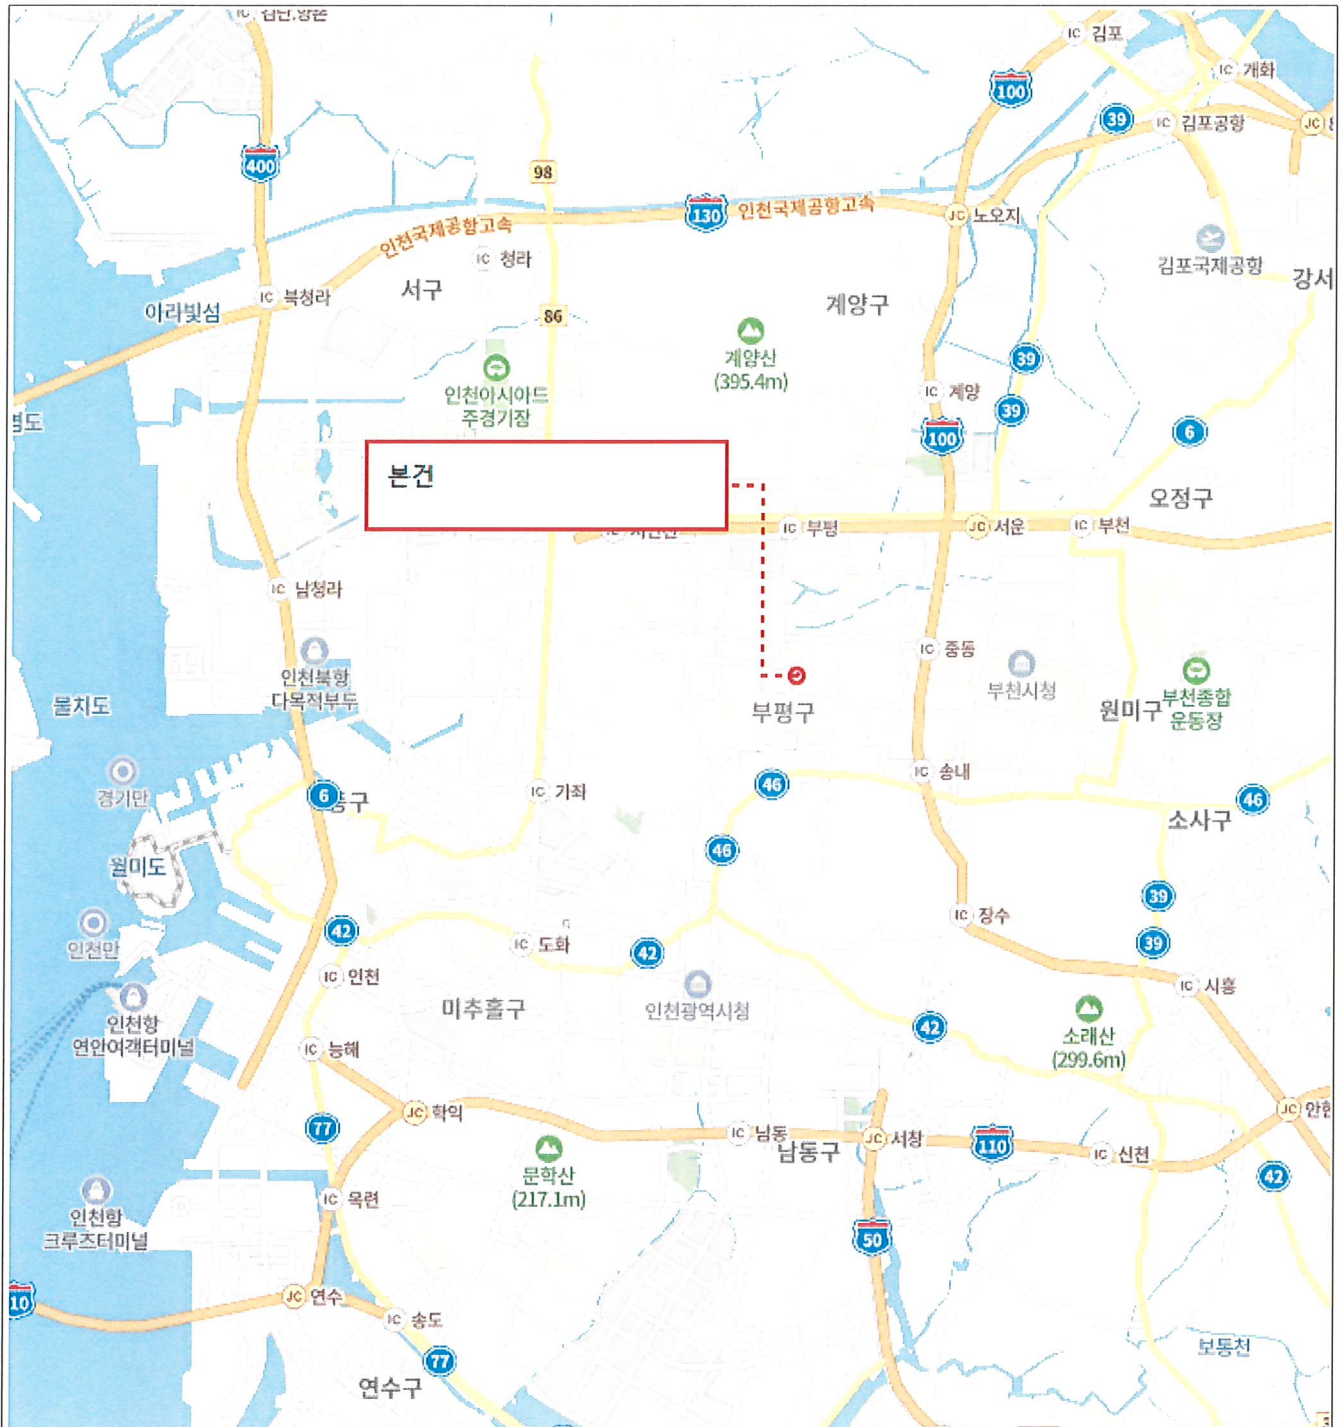 IC 검단.양촌
IC 김포
IC 개화
100
39
IC 김포공항
JC
400
98
130
인천국제공항고속
인천국제공항고속
JC 노오지
IC 청라
김포국제공항
강서
서구
IC 북청라
아라빛섬
계양구
86
계양산
(395.4m)
39
인천아시아드
주경기장
IC 계양
39
100
6
본건
오정구
IC 부평
JC 서운
IC 부천
IC 남청라
IC 중동
인천북항
다목적부두
부천시청
물치도
부평구
원미구
부천종합
운동장
경기만
6
IC 가좌
46
IC 송내
46
소사구
46
월미도
39
인천만
42
IC 도화
42
IC 장수
39
IC 인천
IC 시흥
인천항
연안여객터미널
미추홀구
인천광역시청
42
소래산
(299.6m)
IC 능해
JC 학익
77
IC 남동
남동구
JC 서창
110
IC 신천
JC 안현
문학산
(217.1m)
42
인천항
크루즈터미널
IC 옥련
50
10
JC 연수
IC 송도
77
보통천
연수구